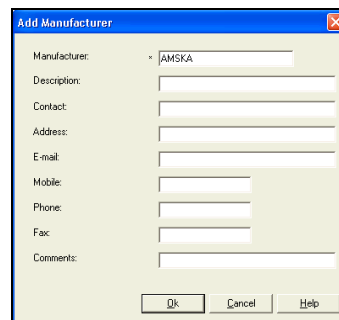 Add Manufacturer
Manufacturer: * AMSKA
Description:
Contact:
Address:
E-mail:
Mobile:
Phone:
Fax:
Comments:
Ok Cancel Help